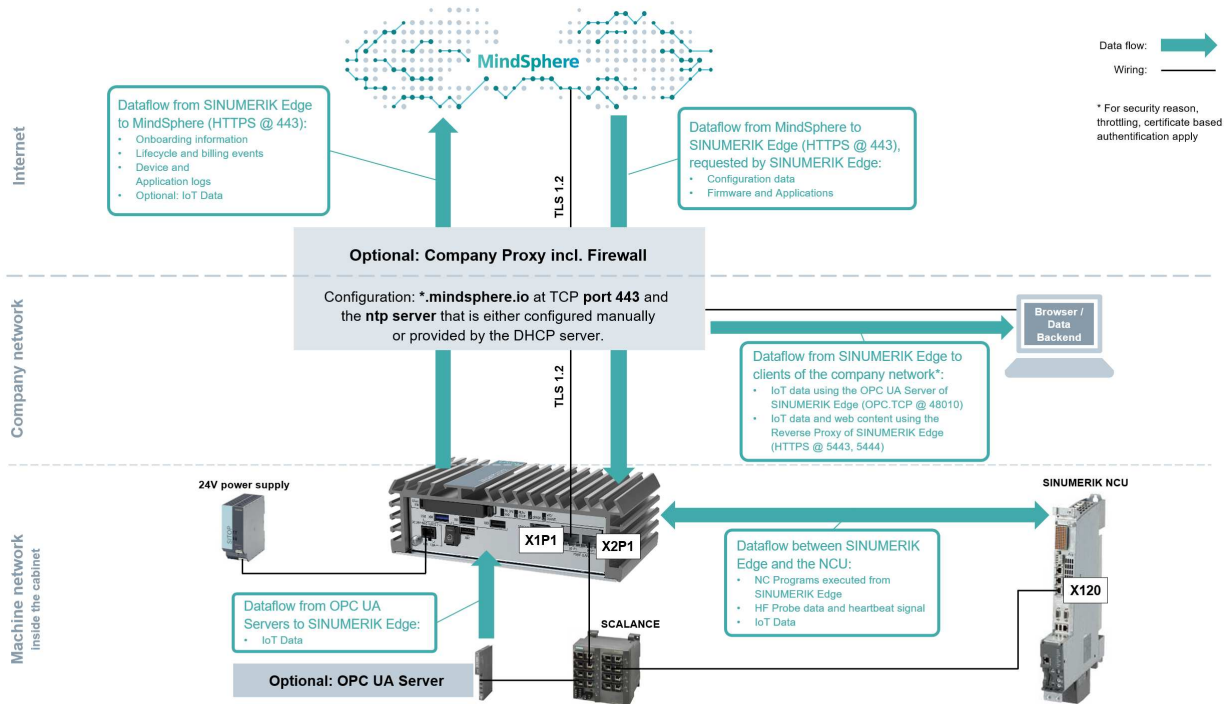 MindSphere
Data flow:
Wiring:
* For security reason,
throttling, certificate based
authentification apply
Internet
Dataflow from SINUMERIK Edge
to MindSphere (HTTPS @ 443):
• Onboarding information
• Lifecycle and billing events
• Device and
Application logs
• Optional: IoT Data
Dataflow from MindSphere to
SINUMERIK Edge (HTTPS @ 443),
requested by SINUMERIK Edge:
• Configuration data
• Firmware and Applications
TLS 1.2
Optional: Company Proxy incl. Firewall
Configuration: *.mindsphere.io at TCP port 443 and
the ntp server that is either configured manually
or provided by the DHCP server.
Company network
Browser /
Data
Backend
TLS 1.2
Dataflow from SINUMERIK Edge to
clients of the company network*:
• IoT data using the OPC UA Server of
SINUMERIK Edge (OPC.TCP @ 48010)
• IoT data and web content using the
Reverse Proxy of SINUMERIK Edge
(HTTPS @ 5443, 5444)
Machine network
inside the cabinet
24V power supply
SITOP
SINUMERIK NCU
X1P1
X2P1
X120
Dataflow between SINUMERIK
Edge and the NCU:
• NC Programs executed from
SINUMERIK Edge
• HF Probe data and heartbeat signal
• IoT Data
Dataflow from OPC UA
Servers to SINUMERIK Edge:
• IoT Data
SCALANCE
Optional: OPC UA Server